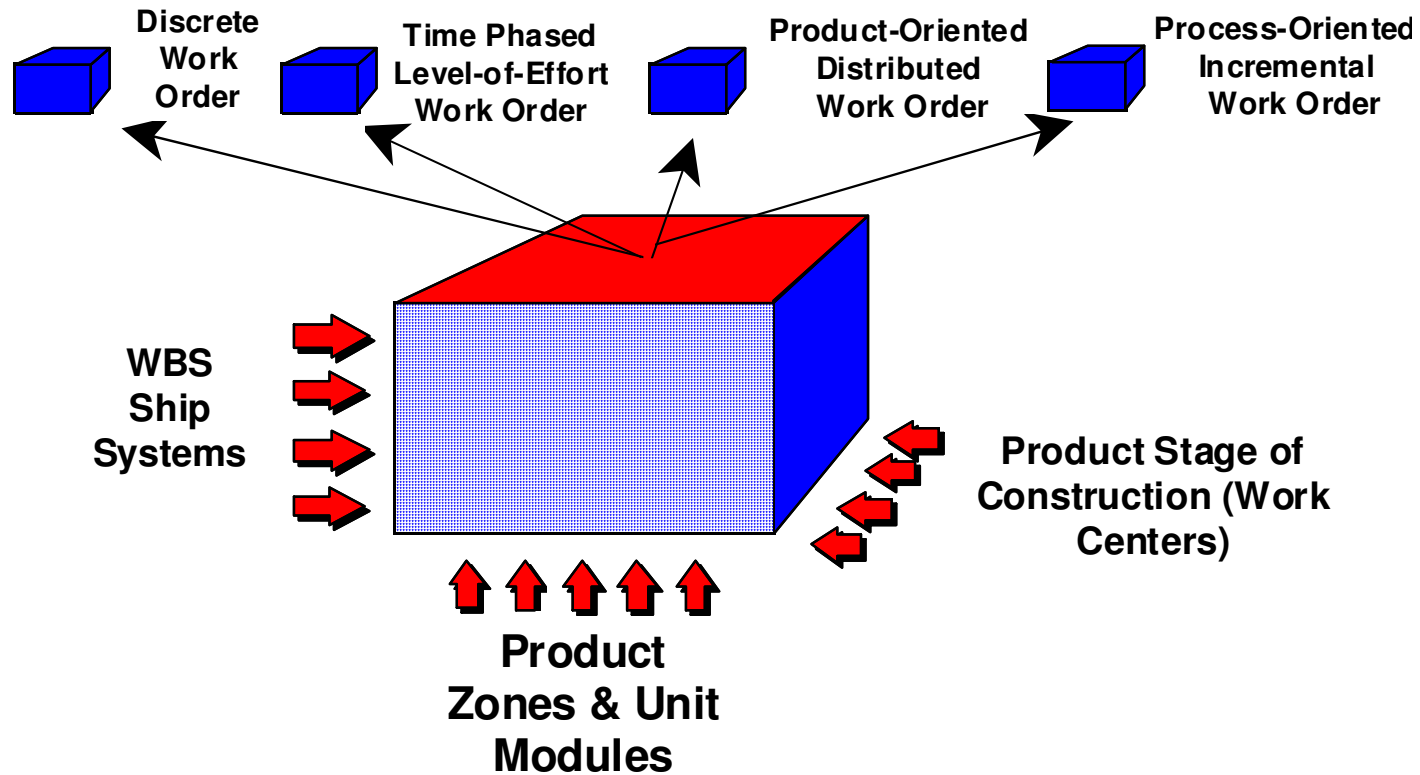 Discrete
Work
Order
Time Phased
Level-of-Effort
Work Order
Product-Oriented
Distributed
Work Order
Process-Oriented
Incremental
Work Order
WBS
Ship
Systems
Product Stage of
Construction (Work
Centers)
Product
Zones & Unit
Modules